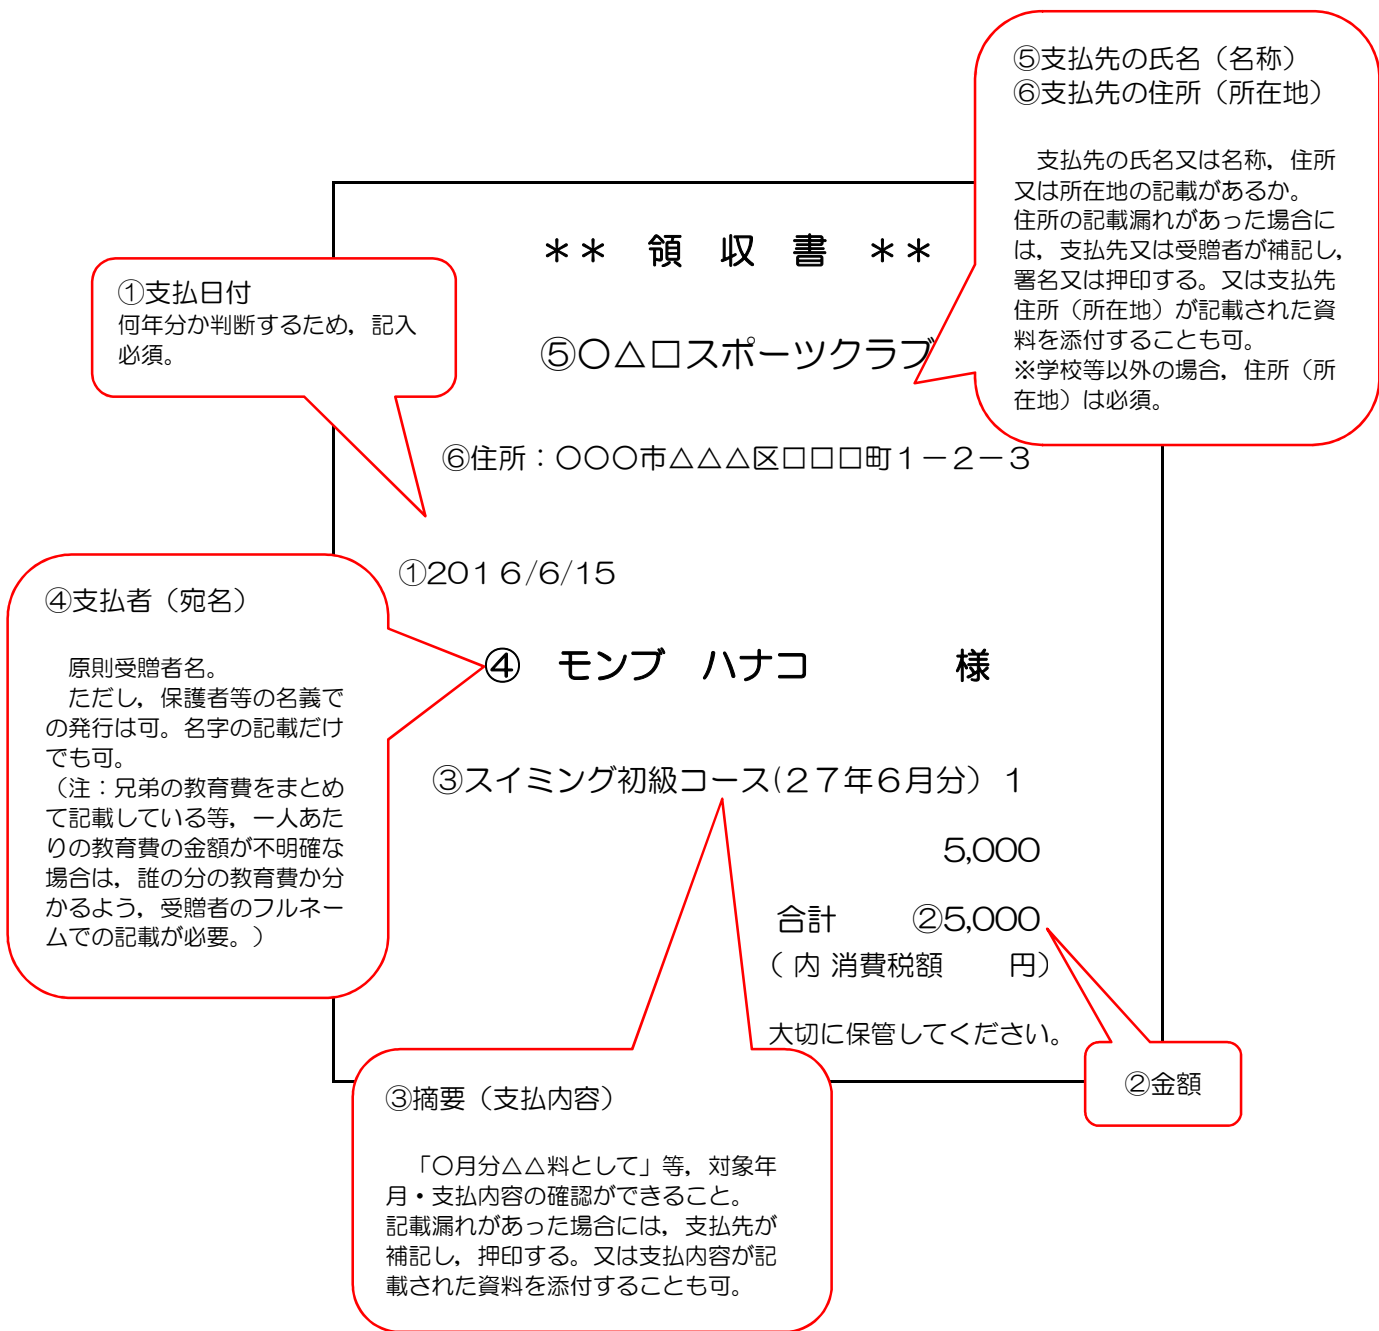 ⑤支払先の氏名（名称）
⑥支払先の住所（所在地）
支払先の氏名又は名称，住所
又は所在地の記載があるか。
住所の記載漏れがあった場合に
は，支払先又は受贈者が補記し，
署名又は押印する。又は支払先
住所（所在地）が記載された資
料を添付することも可。
※学校等以外の場合，住所（所
在地）は必須。
＊＊　領　収　書　＊＊
①支払日付
何年分か判断するため，記入
必須。
⑤○△□スポーツクラブ
⑥住所：○○○市△△△区□□□町１－２－３
①２０１６/６/15
④支払者（宛名）
原則受贈者名。
ただし，保護者等の名義で
の発行は可。名字の記載だけ
でも可。
（注：兄弟の教育費をまとめ
て記載している等，一人あた
りの教育費の金額が不明確な
場合は，誰の分の教育費か分
かるよう，受贈者のフルネー
ムでの記載が必要。）
④　モンブ　ハナコ　　　　様
③スイミング初級コース(２７年６月分）１
5,000
合計　　②5,000
（ 内 消費税額　　円）
大切に保管してください。
②金額
③摘要（支払内容）
「○月分△△料として」等，対象年
月・支払内容の確認ができること。
記載漏れがあった場合には，支払先が
補記し，押印する。又は支払内容が記
載された資料を添付することも可。